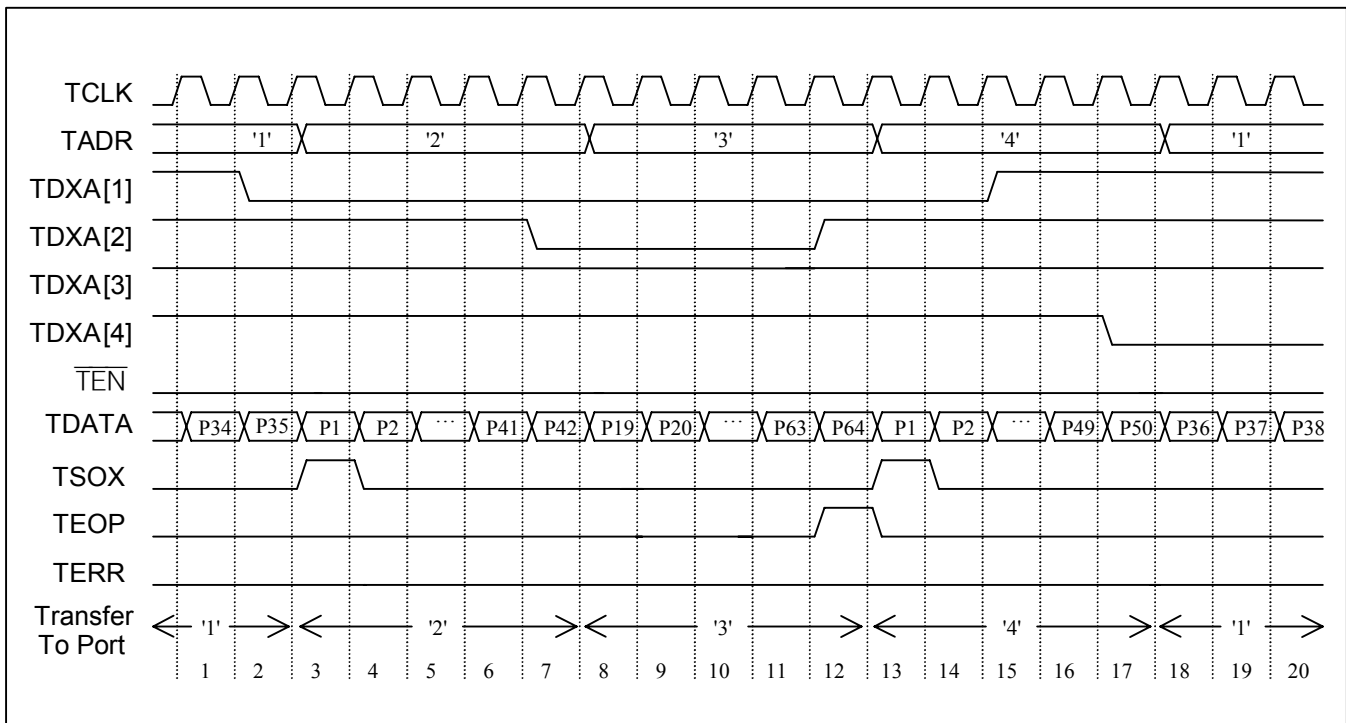 TCLK
TADR '1' '2' '3' '4' '1'
TDXA[1]
TDXA[2]
TDXA[3]
TDXA[4]
TEN
TDATA P34 P35 P1 P2 ... P41 P42 P19 P20 ... P63 P64 P1 P2 ... P49 P50 P36 P37 P38
TSOX
TEOP
TERR
Transfer '1' '2' '3' '4' '1'
To Port
1 2 3 4 5 6 7 8 9 10 11 12 13 14 15 16 17 18 19 20